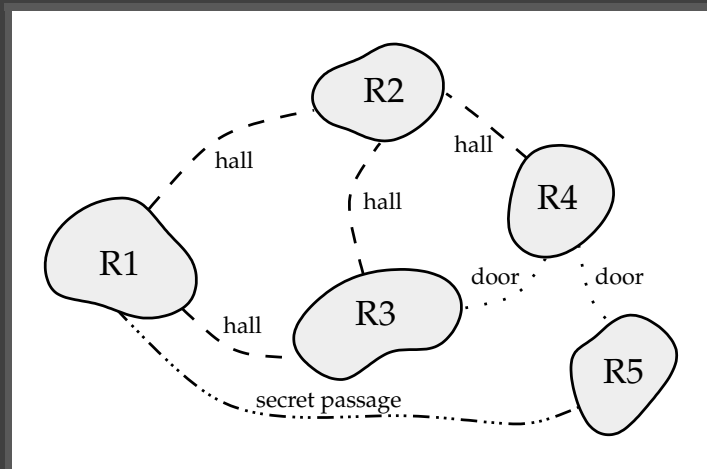 R2
hall
hall
R4
hall
R1
door
door
R3
hall
R5
secret passage